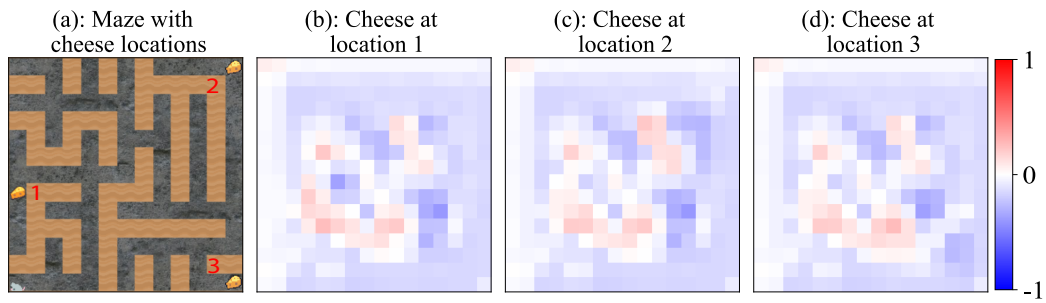 (a): Maze with
cheese locations
(b): Cheese at
location 1
(c): Cheese at
location 2
(d): Cheese at
location 3
2
1
3
1
0
-1